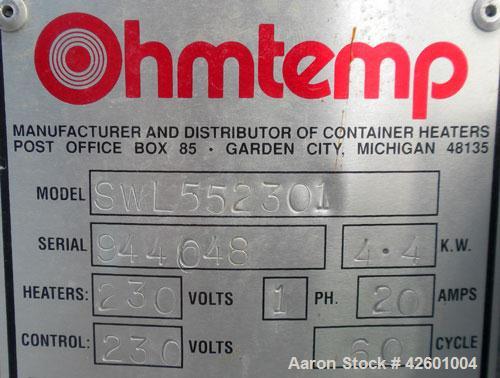 Ohmtemp
MANUFACTURER AND DISTRIBUTOR OF CONTAINER HEATERS
POST OFFICE BOX 85 · GARDEN CITY, MICHIGAN 48135
MODEL SWL552301
SERIAL 944648 4.4 K.W.
HEATERS: 230 VOLTS 1 PH. 20 AMPS
CONTROL: 230 VOLTS 60 CYCLE
Aaron Stock # 42601004